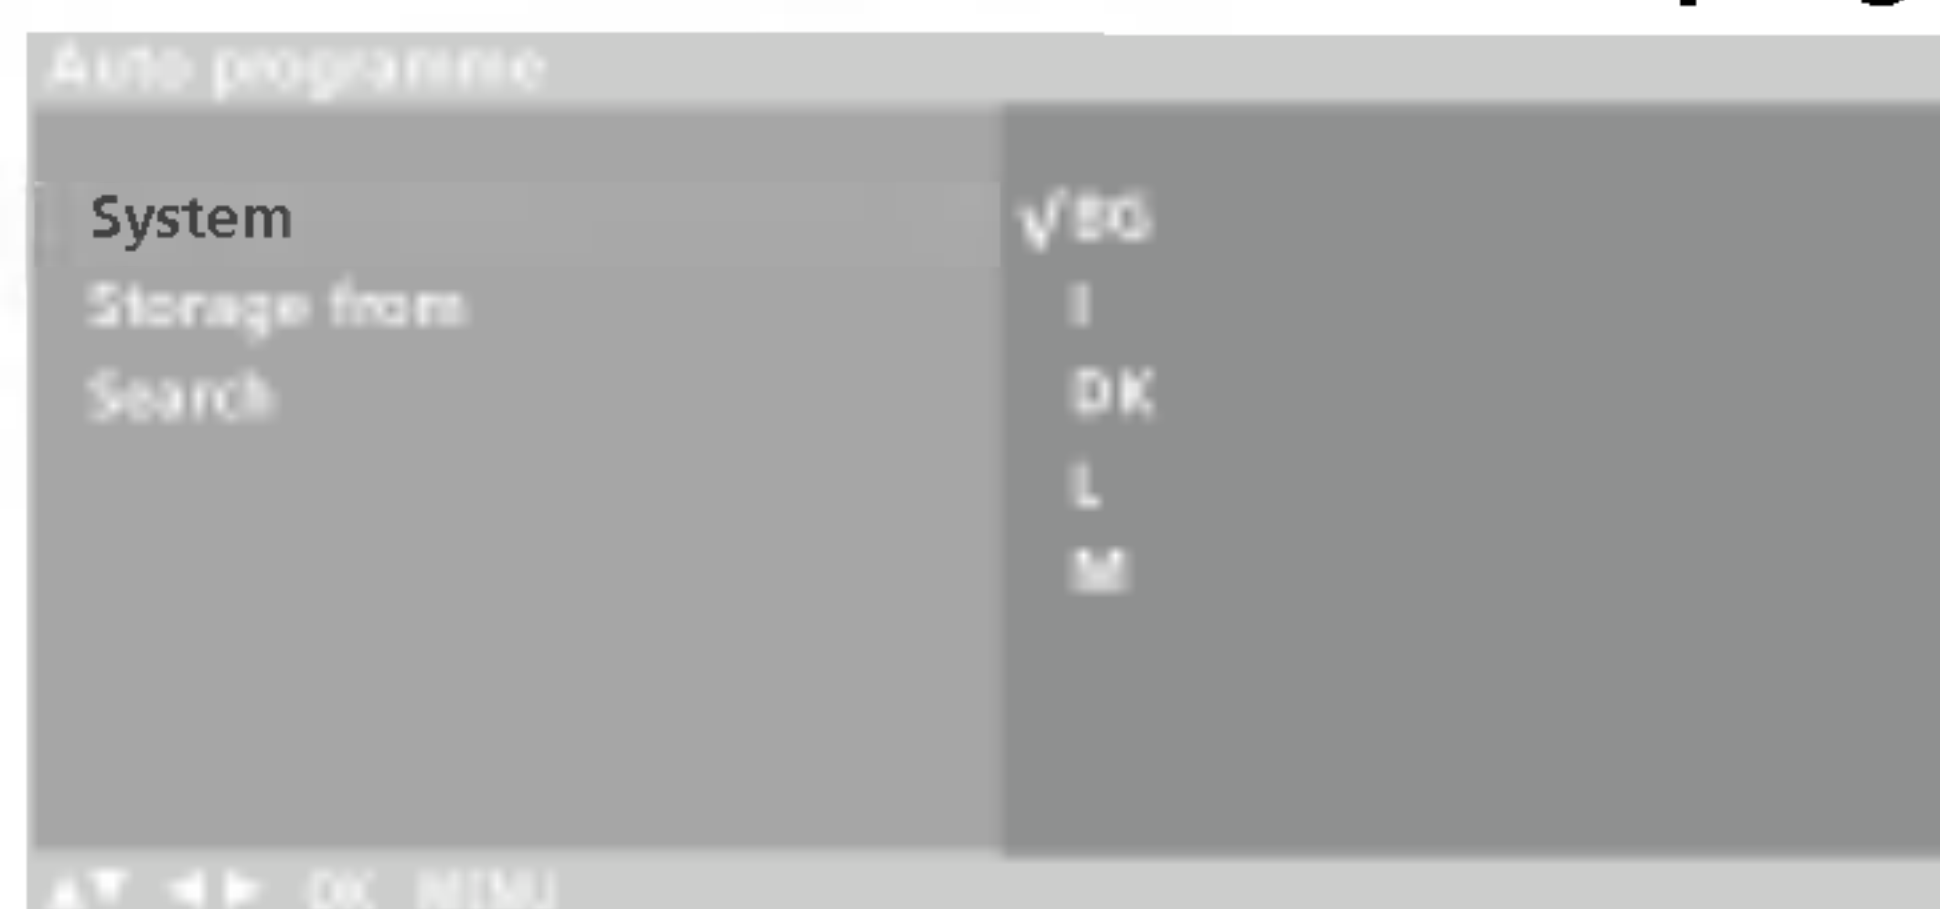 Auto programme
System √ BG
Storage from I
Search DK
L
M
▲▼ ◀▶ OK MENU